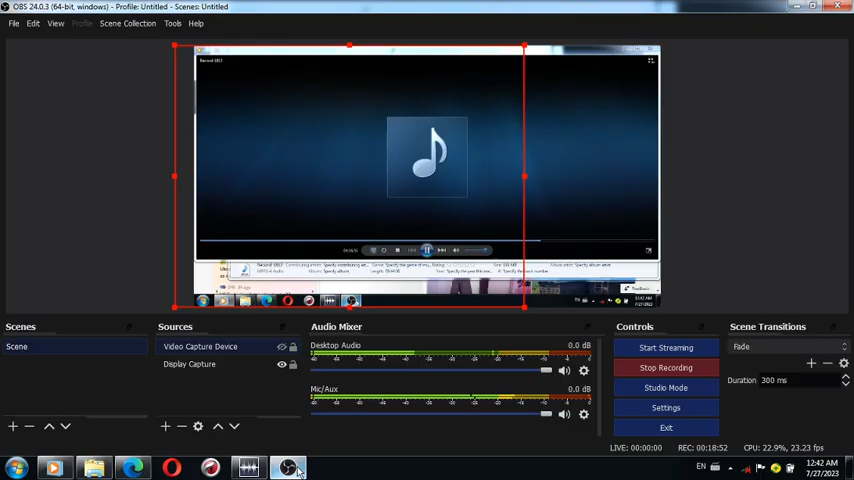 OBS 24.0.3 (64-bit, windows) - Profile: Untitled - Scenes: Untitled
File Edit View Profile Scene Collection Tools Help
Scenes
Sources
Audio Mixer
Controls
Scene Transitions
Scene
Video Capture Device
Display Capture
Desktop Audio 0.0 dB
Mic/Aux 0.0 dB
Start Streaming
Stop Recording
Studio Mode
Settings
Exit
Fade
Duration 300 ms
LIVE: 00:00:00 REC: 00:18:52 CPU: 22.9%, 23.23 fps
EN
12:42 AM
7/27/2023